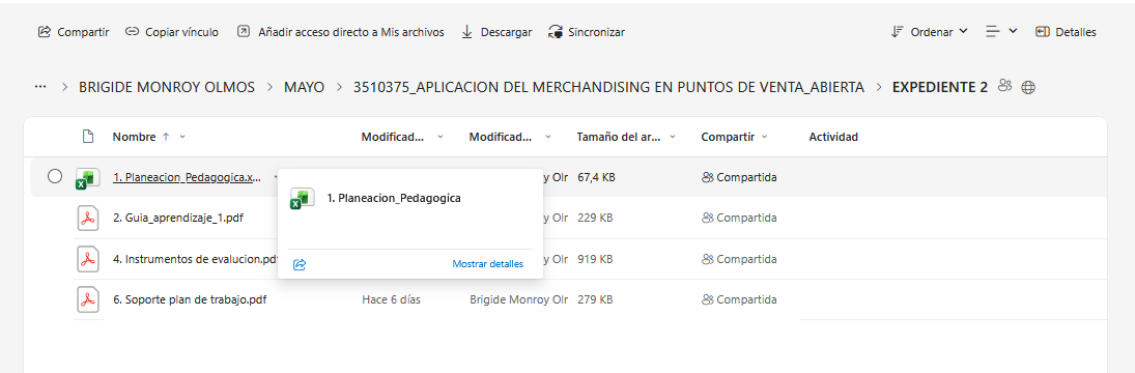 Compartir Copiar vínculo Añadir acceso directo a Mis archivos Descargar Sincronizar Ordenar Detalles
... > BRIGIDE MONROY OLMOS > MAYO > 3510375_APLICACION DEL MERCHANDISING EN PUNTOS DE VENTA_ABIERTA > EXPEDIENTE 2
Nombre ↑ Modificad... Modificad... Tamaño del ar... Compartir Actividad
1. Planeacion_Pedagogica.x... y Olr 67,4 KB Compartida
1. Planeacion_Pedagogica
2. Guia_aprendizaje_1.pdf y Olr 229 KB Compartida
4. Instrumentos de evalucion.pd y Olr 919 KB Compartida
Mostrar detalles
6. Soporte plan de trabajo.pdf Hace 6 días Brigide Monroy Olr 279 KB Compartida